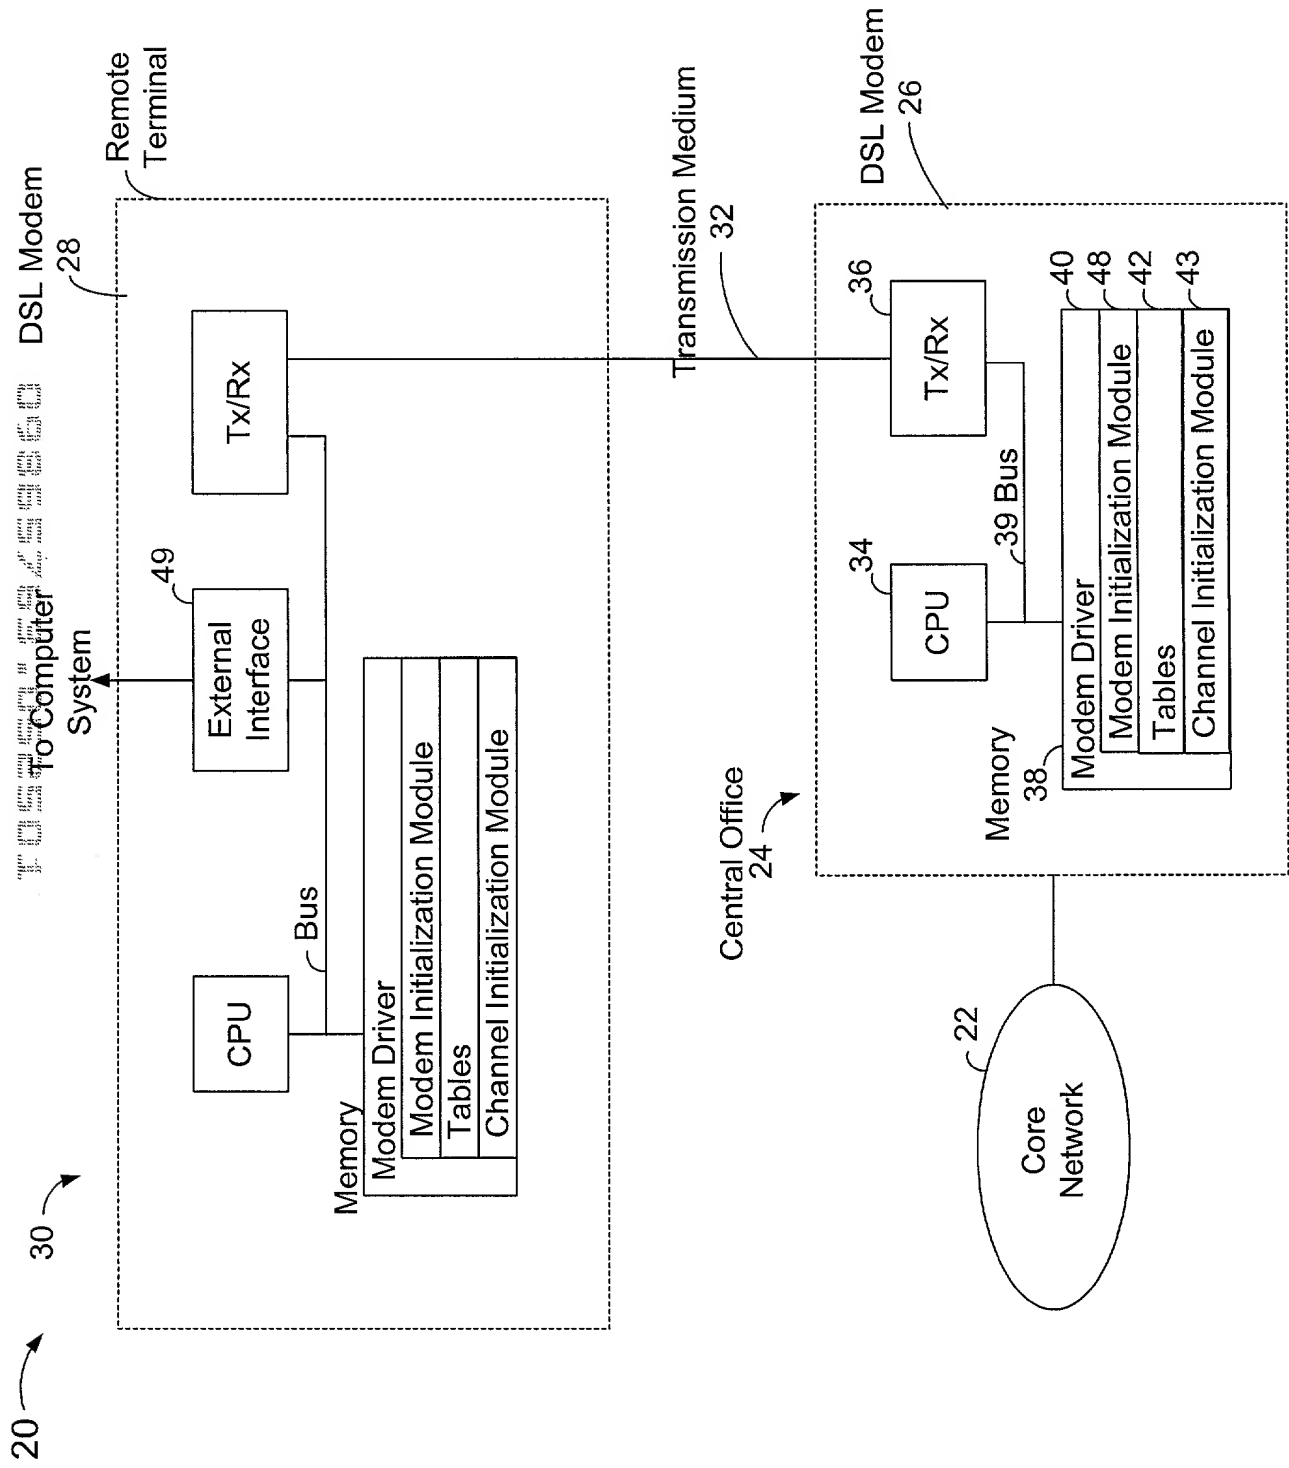 20
30
DSL Modem
28
To Computer
System
Remote
Terminal
CPU
External
Interface
49
Tx/Rx
Bus
Memory
Modem Driver
Modem Initialization Module
Tables
Channel Initialization Module
Transmission Medium
32
Central Office
24
DSL Modem
26
CPU
34
Tx/Rx
36
39 Bus
Memory
38
Modem Driver
40
Modem Initialization Module
48
Tables
42
Channel Initialization Module
43
Core
Network
22